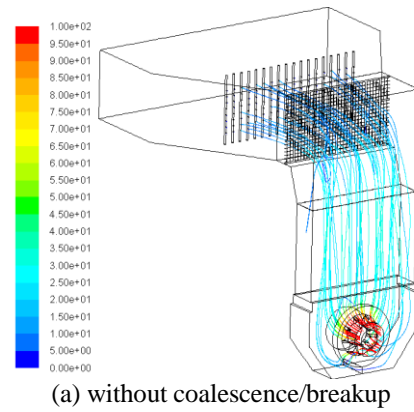 1.00e+02
9.50e+01
9.00e+01
8.50e+01
8.00e+01
7.50e+01
7.00e+01
6.50e+01
6.00e+01
5.50e+01
5.00e+01
4.50e+01
4.00e+01
3.50e+01
3.00e+01
2.50e+01
2.00e+01
1.50e+01
1.00e+01
5.00e+00
0.00e+00
(a) without coalescence/breakup